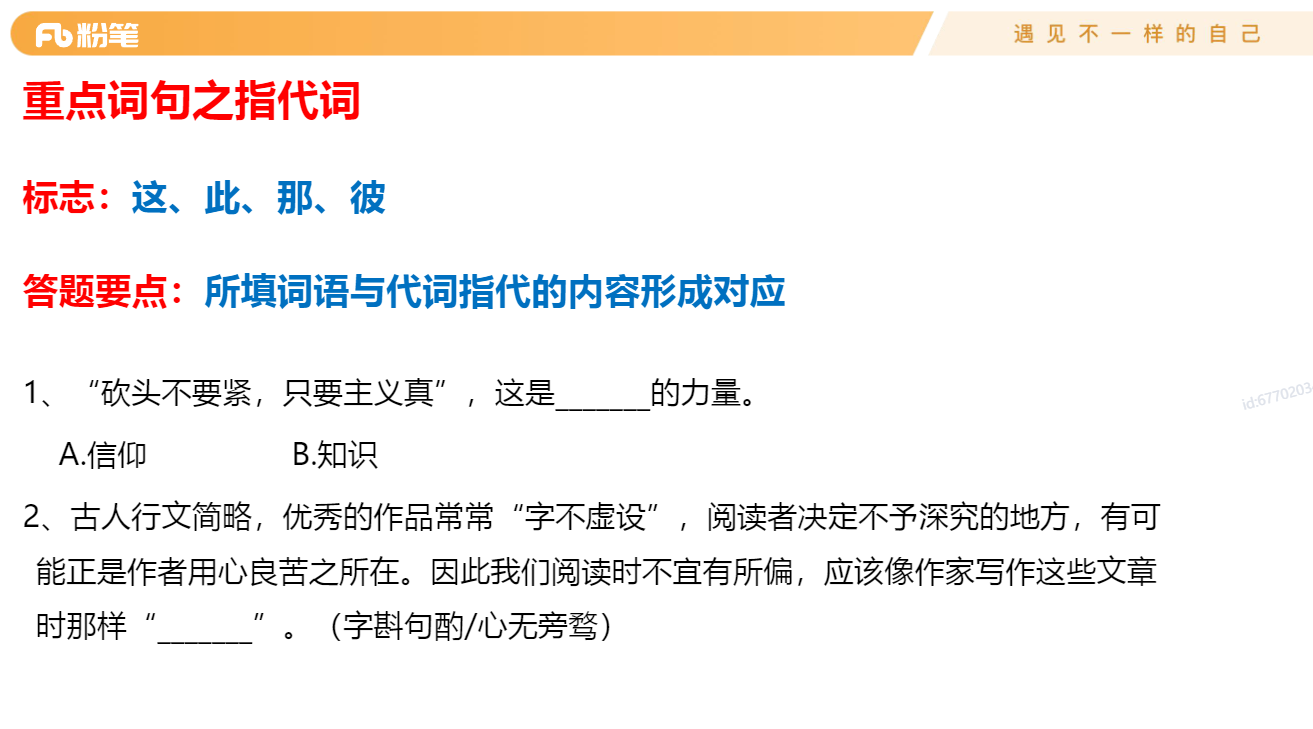 粉笔
遇见不一样的自己
重点词句之指代词
标志：这、此、那、彼
答题要点：所填词语与代词指代的内容形成对应
1、“砍头不要紧，只要主义真”，这是_______的力量。
A.信仰 B.知识
id:6770203
2、古人行文简略，优秀的作品常常“字不虚设”，阅读者决定不予深究的地方，有可
能正是作者用心良苦之所在。因此我们阅读时不宜有所偏，应该像作家写作这些文章
时那样“_______”。（字斟句酌/心无旁骛）